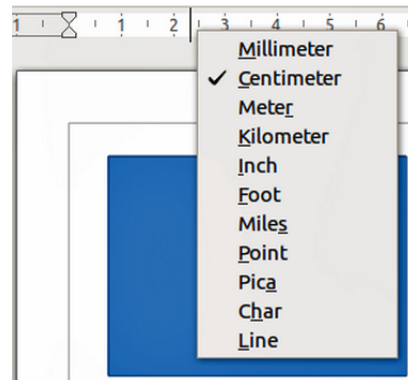 1 1 2 3 4 5 6
Millimeter
✓ Centimeter
Meter
Kilometer
Inch
Foot
Miles
Point
Pica
Char
Line